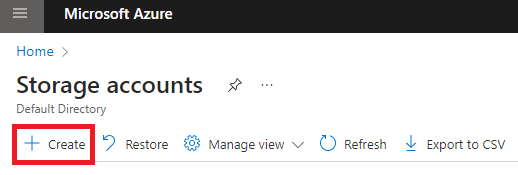 Microsoft Azure
Home
Storage accounts
Default Directory
Create Restore Manage view Refresh Export to CSV